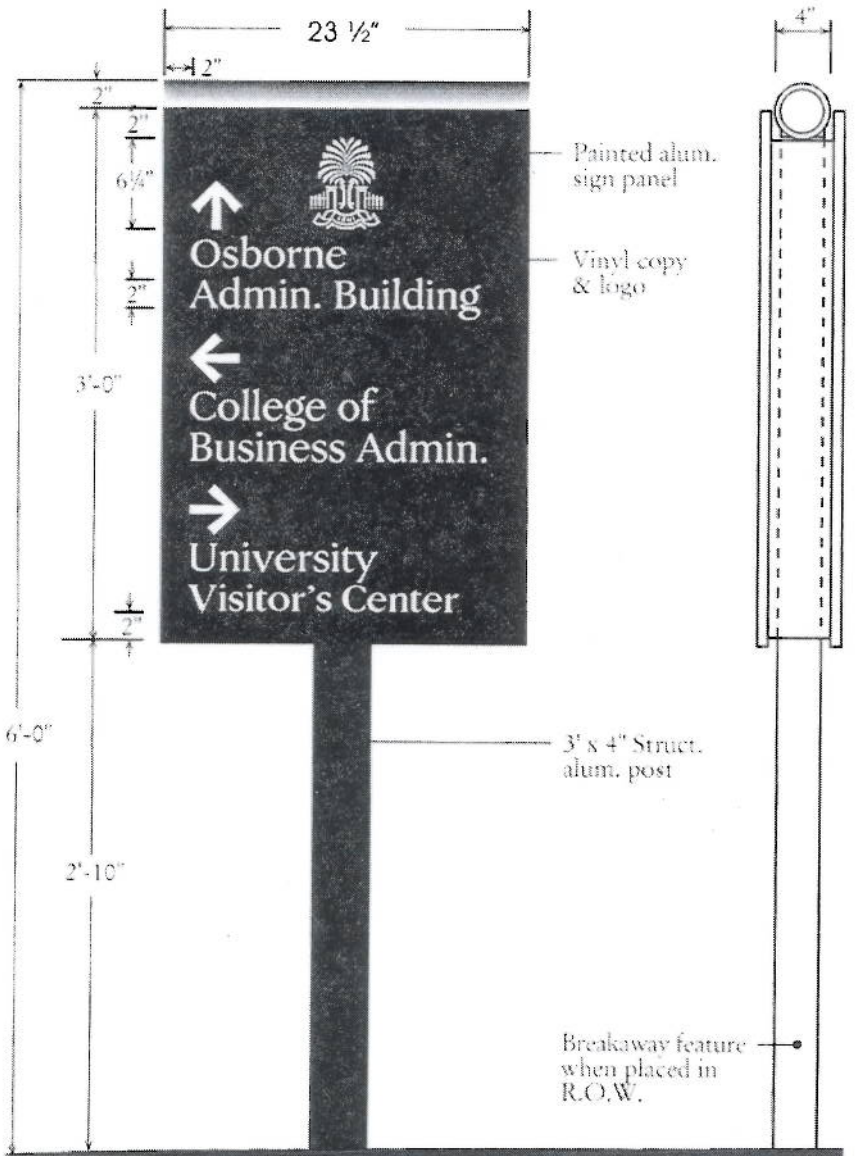 23 ½"
4"
2"
2"
2"
6¼"
Painted alum.
sign panel
Osborne
Admin. Building
Vinyl copy
& logo
2"
3'-0"
College of
Business Admin.
University
Visitor's Center
2"
6'-0"
3' x 4" Struct.
alum. post
2'-10"
Breakaway feature
when placed in
R.O.W.